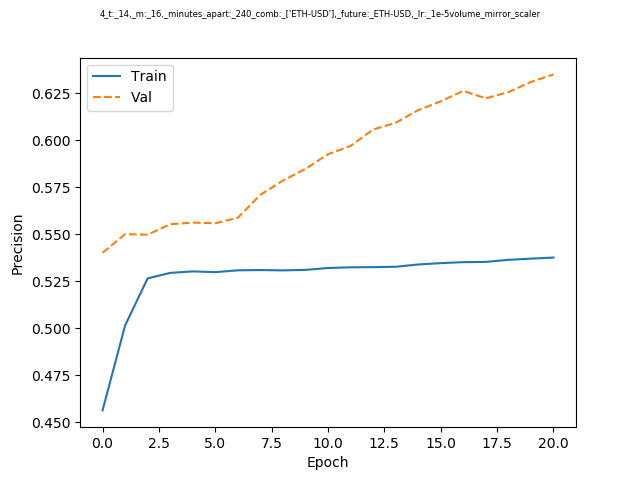 4_t:_14,_m:_16,_minutes_apart:_240_comb:_['ETH-USD'],_future:_ETH-USD,_lr:_1e-5volume_mirror_scaler
Train
Val
Precision
0.625
0.600
0.575
0.550
0.525
0.500
0.475
0.450
0.0 2.5 5.0 7.5 10.0 12.5 15.0 17.5 20.0
Epoch